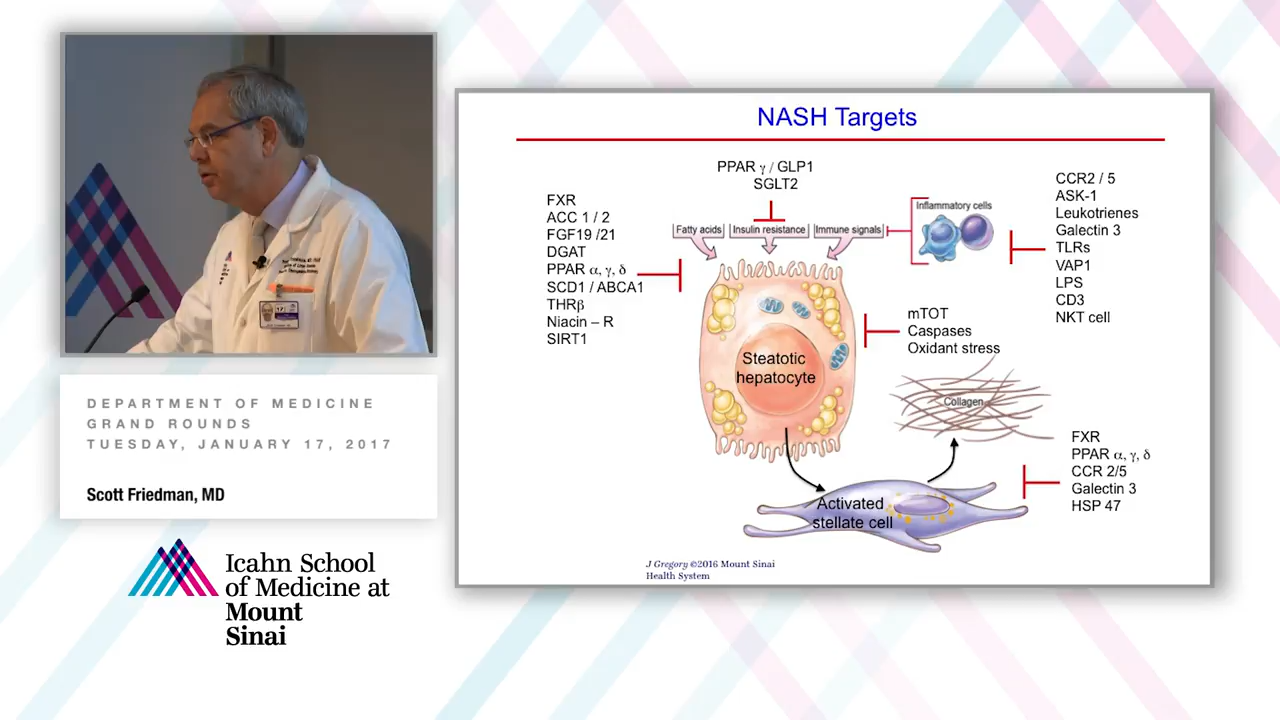 NASH Targets
PPAR γ / GLP1
SGLT2
FXR
ACC 1 / 2
FGF19 /21
DGAT
PPAR α, γ, δ
SCD1 / ABCA1
THRβ
Niacin – R
SIRT1
Fatty acids
Insulin resistance
Immune signals
Inflammatory cells
CCR2 / 5
ASK-1
Leukotrienes
Galectin 3
TLRs
VAP1
LPS
CD3
NKT cell
mTOT
Caspases
Oxidant stress
Steatotic
hepatocyte
Collagen
FXR
PPAR α, γ, δ
CCR 2/5
Galectin 3
HSP 47
Activated
stellate cell
J Gregory ©2016 Mount Sinai
Health System
DEPARTMENT OF MEDICINE
GRAND ROUNDS
TUESDAY, JANUARY 17, 2017
Scott Friedman, MD
Icahn School
of Medicine at
Mount
Sinai